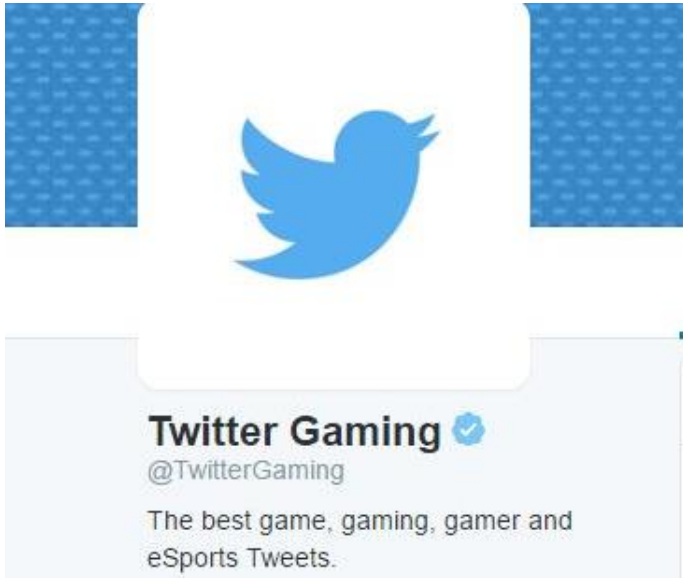 Twitter Gaming
@TwitterGaming
The best game, gaming, gamer and
eSports Tweets.